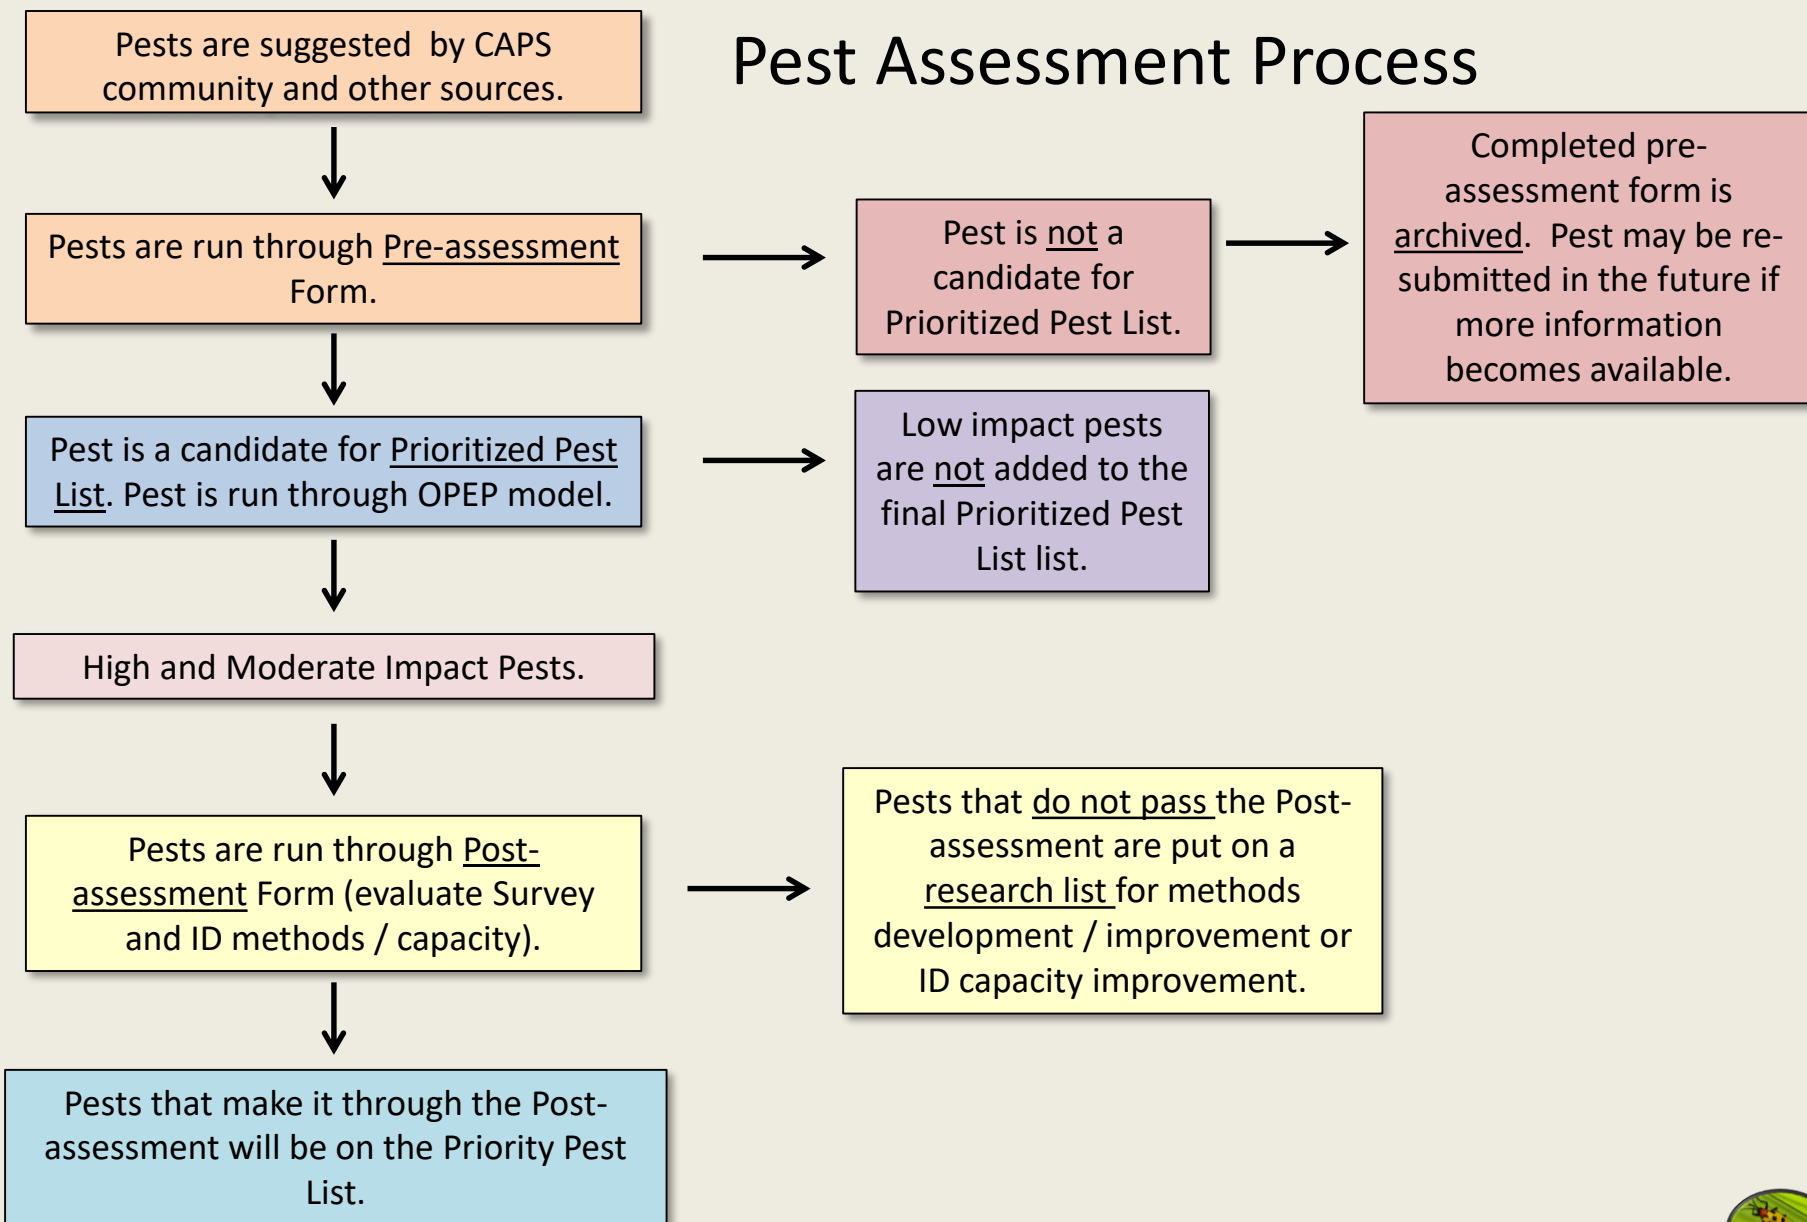 Pest Assessment Process
Pests are suggested by CAPS
community and other sources.
Pests are run through Pre-assessment
Form.
Pest is not a
candidate for
Prioritized Pest List.
Completed pre-
assessment form is
archived. Pest may be re-
submitted in the future if
more information
becomes available.
Pest is a candidate for Prioritized Pest
List. Pest is run through OPEP model.
Low impact pests
are not added to the
final Prioritized Pest
List list.
High and Moderate Impact Pests.
Pests are run through Post-
assessment Form (evaluate Survey
and ID methods / capacity).
Pests that do not pass the Post-
assessment are put on a
research list for methods
development / improvement or
ID capacity improvement.
Pests that make it through the Post-
assessment will be on the Priority Pest
List.